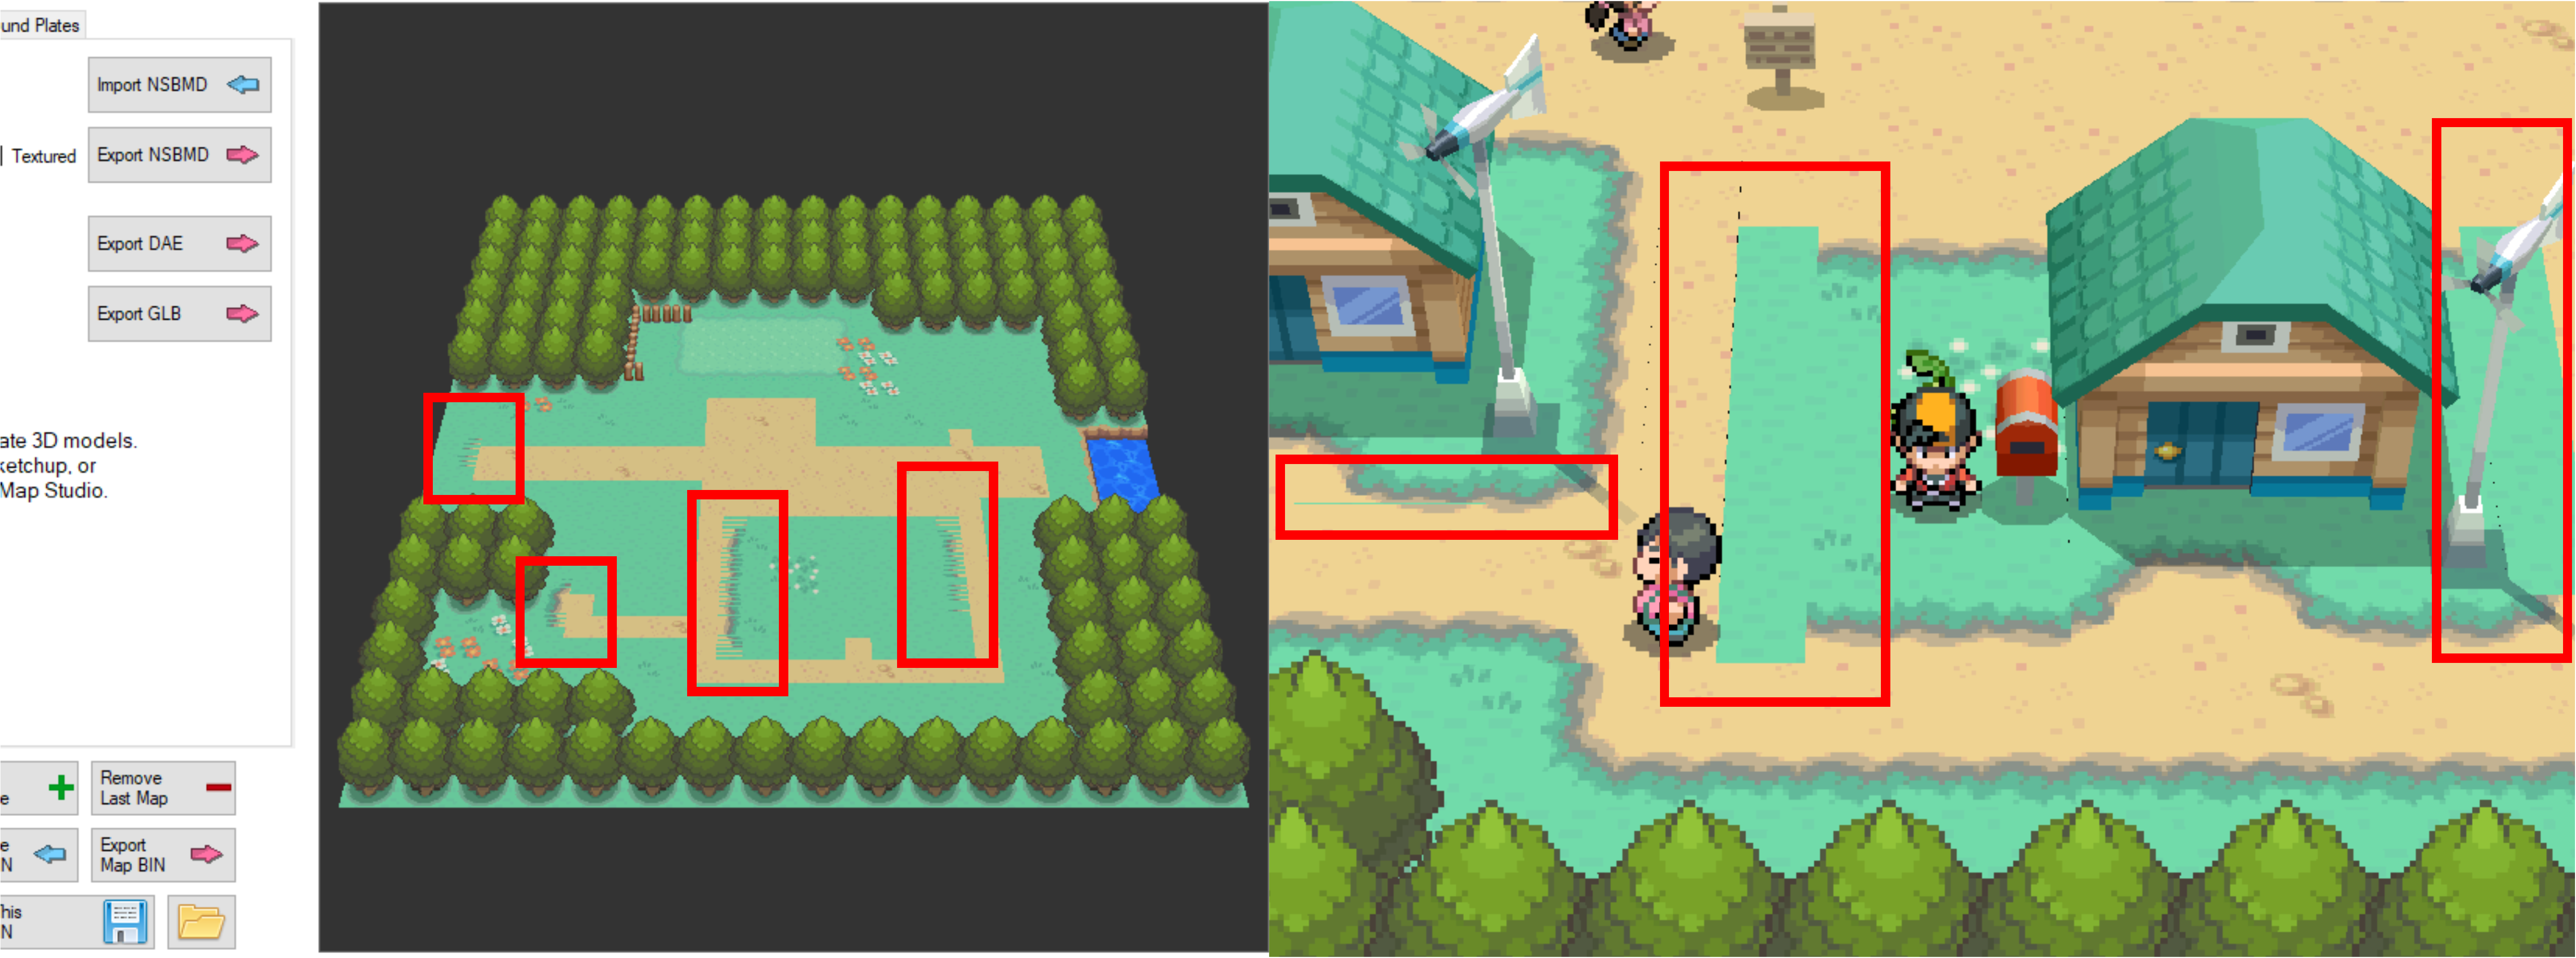 und Plates
Import NSBMD
Textured
Export NSBMD
Export DAE
Export GLB
ate 3D models.
ketchup, or
Map Studio.
e
Remove
Last Map
e
N
Export
Map BIN
his
N